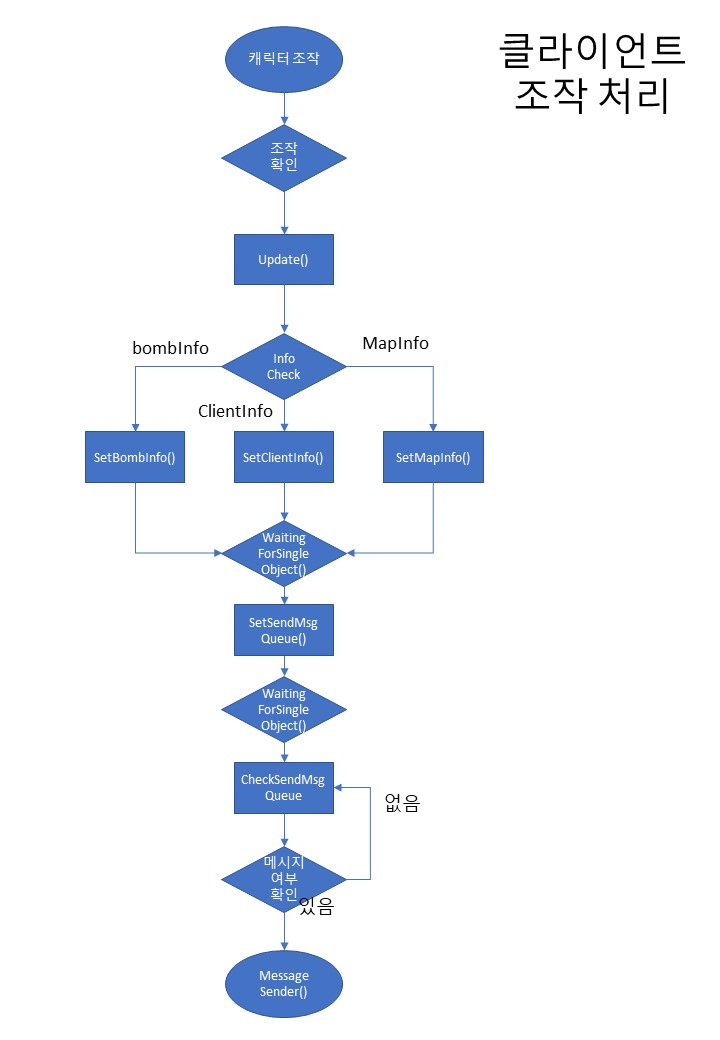 클라이언트
조작 처리
캐릭터 조작
조작
확인
Update()
Info
Check
bombInfo
MapInfo
ClientInfo
SetBombInfo()
SetClientInfo()
SetMapInfo()
Waiting
ForSingle
Object()
SetSendMsg
Queue()
Waiting
ForSingle
Object()
CheckSendMsg
Queue
없음
메시지
여부
확인
있음
Message
Sender()